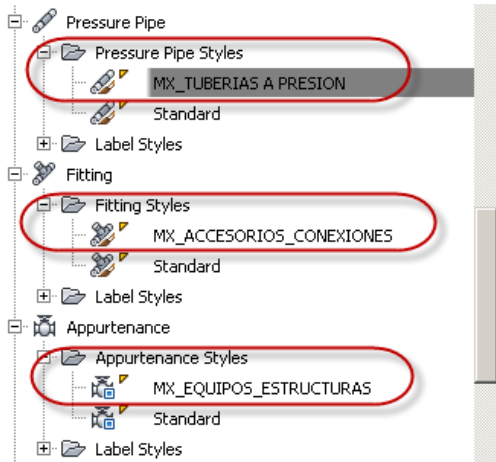 Pressure Pipe
Pressure Pipe Styles
MX_TUBERIAS A PRESION
Standard
Label Styles
Fitting
Fitting Styles
MX_ACCESORIOS_CONEXIONES
Standard
Label Styles
Appurtenance
Appurtenance Styles
MX_EQUIPOS_ESTRUCTURAS
Standard
Label Styles